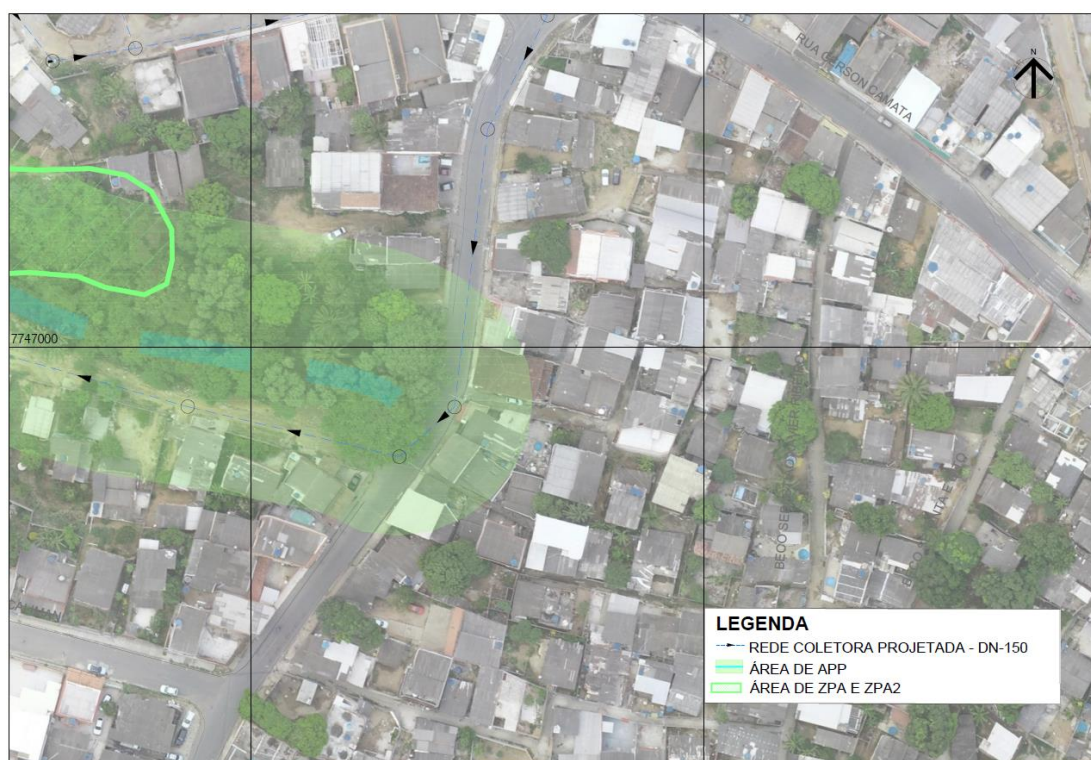 N
RUA GERSON CAMATA
7747000
LEGENDA
REDE COLETORA PROJETADA - DN-150
ÁREA DE APP
ÁREA DE ZPA E ZPA2